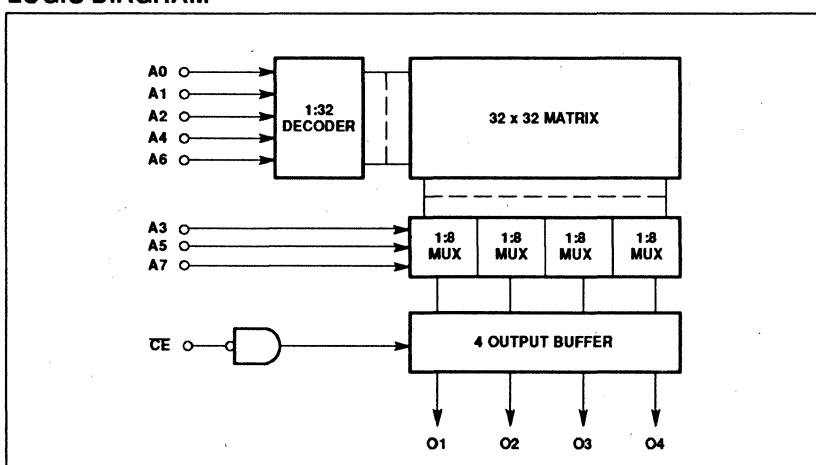 LOGIC DIAGRAM
A0
A1
A2
A4
A6
1:32
DECODER
32 x 32 MATRIX
A3
A5
A7
1:8
MUX
1:8
MUX
1:8
MUX
1:8
MUX
CE
4 OUTPUT BUFFER
O1
O2
O3
O4